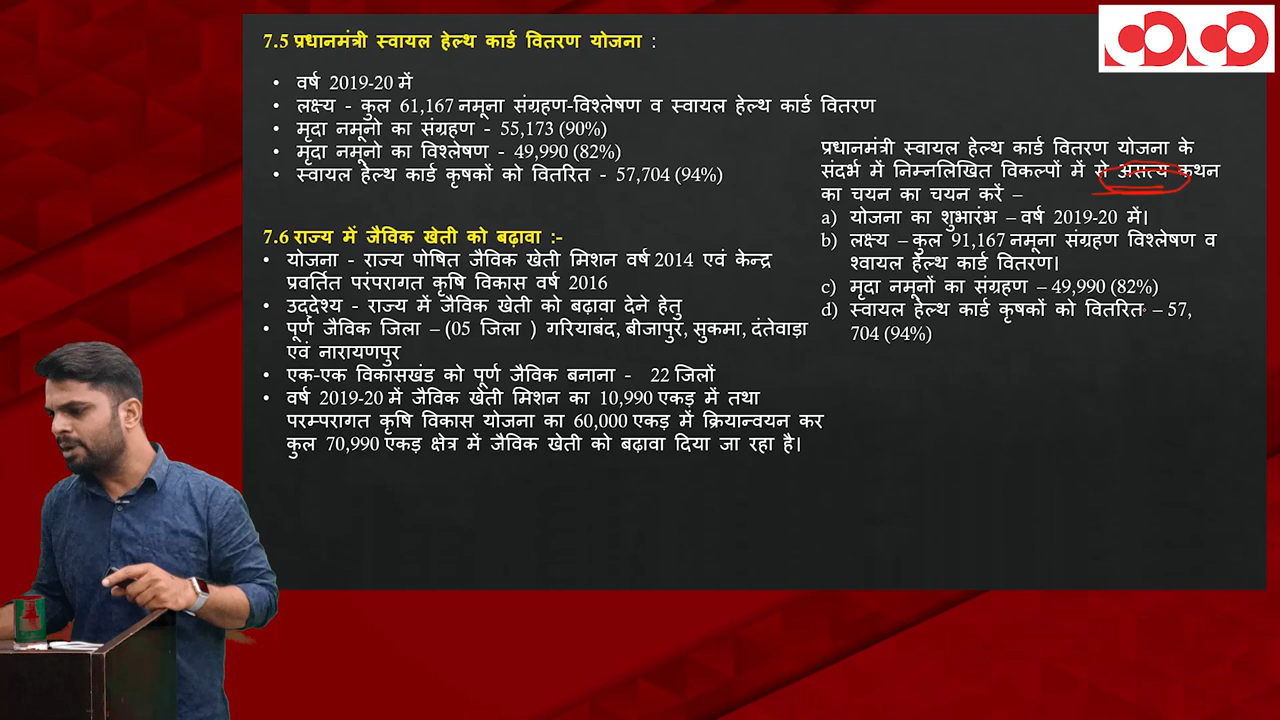 7.5 प्रधानमंत्री स्वायल हेल्थ कार्ड वितरण योजना :
• वर्ष 2019-20 में
• लक्ष्य - कुल 61,167 नमूना संग्रहण-विश्लेषण व स्वायल हेल्थ कार्ड वितरण
• मृदा नमूनो का संग्रहण - 55,173 (90%)
• मृदा नमूनो का विश्लेषण - 49,990 (82%)
• स्वायल हेल्थ कार्ड कृषकों को वितरित - 57,704 (94%)
7.6 राज्य में जैविक खेती को बढ़ावा :-
• योजना - राज्य पोषित जैविक खेती मिशन वर्ष 2014 एवं केन्द्र
प्रवर्तित परंपरागत कृषि विकास वर्ष 2016
• उद्देश्य - राज्य में जैविक खेती को बढ़ावा देने हेतु
• पूर्ण जैविक जिला – (05 जिला ) गरियाबंद, बीजापुर, सुकमा, दंतेवाड़ा
एवं नारायणपुर
• एक-एक विकासखंड को पूर्ण जैविक बनाना - 22 जिलों
• वर्ष 2019-20 में जैविक खेती मिशन का 10,990 एकड़ में तथा
परम्परागत कृषि विकास योजना का 60,000 एकड़ में क्रियान्वयन कर
कुल 70,990 एकड़ क्षेत्र में जैविक खेती को बढ़ावा दिया जा रहा है।
प्रधानमंत्री स्वायल हेल्थ कार्ड वितरण योजना के
संदर्भ में निम्नलिखित विकल्पों में से असत्य कथन
का चयन का चयन करें –
a) योजना का शुभारंभ – वर्ष 2019-20 में।
b) लक्ष्य – कुल 91,167 नमूना संग्रहण विश्लेषण व
श्वायल हेल्थ कार्ड वितरण।
c) मृदा नमूनों का संग्रहण – 49,990 (82%)
d) स्वायल हेल्थ कार्ड कृषकों को वितरित – 57,
704 (94%)